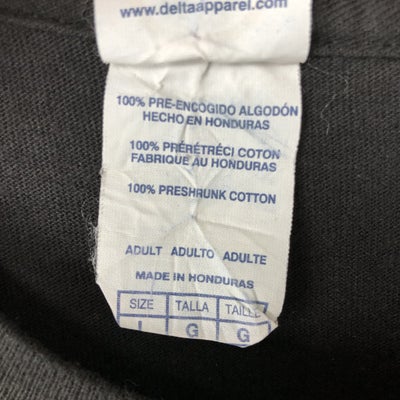 www.deltaapparel.com
100% PRE-ENCOGIDO ALGODÓN
HECHO EN HONDURAS
100% PRÉRÉTRÉCI COTON
FABRIQUE AU HONDURAS
100% PRESHRUNK COTTON
ADULT ADULTO ADULTE
MADE IN HONDURAS
SIZE TALLA TAILLE
L G G